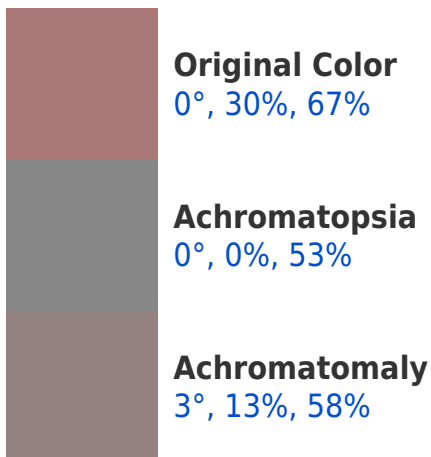 Original Color
0°, 30%, 67%
Achromatopsia
0°, 0%, 53%
Achromatomaly
3°, 13%, 58%